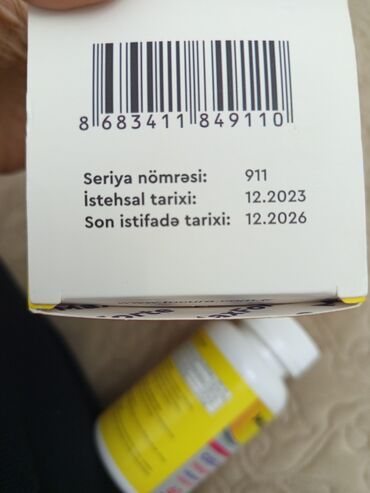 8 683411 849110
Seriya nömrəsi: 911
İstehsal tarixi: 12.2023
Son istifadə tarixi: 12.2026